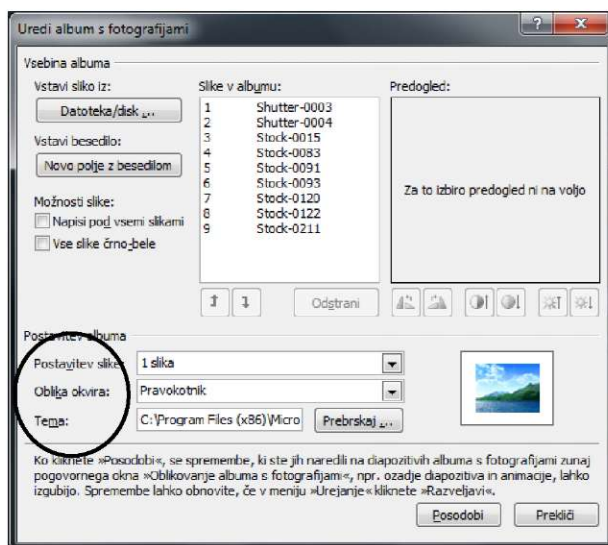 Uredi album s fotografijami
Vsebina albuma
Vstavi sliko iz:
Datoteka/disk ...
Vstavi besedilo:
Novo polje z besedilom
Možnosti slike:
Napisi pod vsemi slikami
Vse slike črno-bele
Slike v albumu:
1 Shutter-0003
2 Shutter-0004
3 Stock-0015
4 Stock-0083
5 Stock-0091
6 Stock-0093
7 Stock-0120
8 Stock-0122
9 Stock-0211
Odstrani
Predogled:
Za to izbiro predogled ni na voljo
Postavitev albuma
Postavitev slike: 1 slika
Oblika okvira: Pravokotnik
Tema: C:\Program Files (x86)\Micro Prebrskaj ...
Ko kliknete »Posodobi«, se spremembe, ki ste jih naredili na diapozitivih albuma s fotografijami zunaj
pogovornega okna »Oblikovanje albuma s fotografijami«, npr. ozadje diapozitiva in animacije, lahko
izgubijo. Spremembe lahko obnovite, če v meniju »Urejanje« kliknete »Razveljavi«.
Posodobi Prekliči